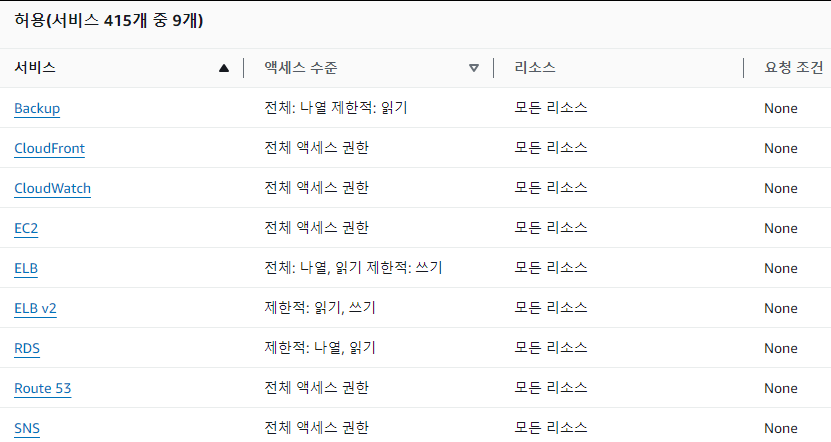 허용(서비스 415개 중 9개)
서비스 액세스 수준 리소스 요청 조건
Backup 전체: 나열 제한적: 읽기 모든 리소스 None
CloudFront 전체 액세스 권한 모든 리소스 None
CloudWatch 전체 액세스 권한 모든 리소스 None
EC2 전체 액세스 권한 모든 리소스 None
ELB 전체: 나열, 읽기 제한적: 쓰기 모든 리소스 None
ELB v2 제한적: 읽기, 쓰기 모든 리소스 None
RDS 제한적: 나열, 읽기 모든 리소스 None
Route 53 전체 액세스 권한 모든 리소스 None
SNS 전체 액세스 권한 모든 리소스 None